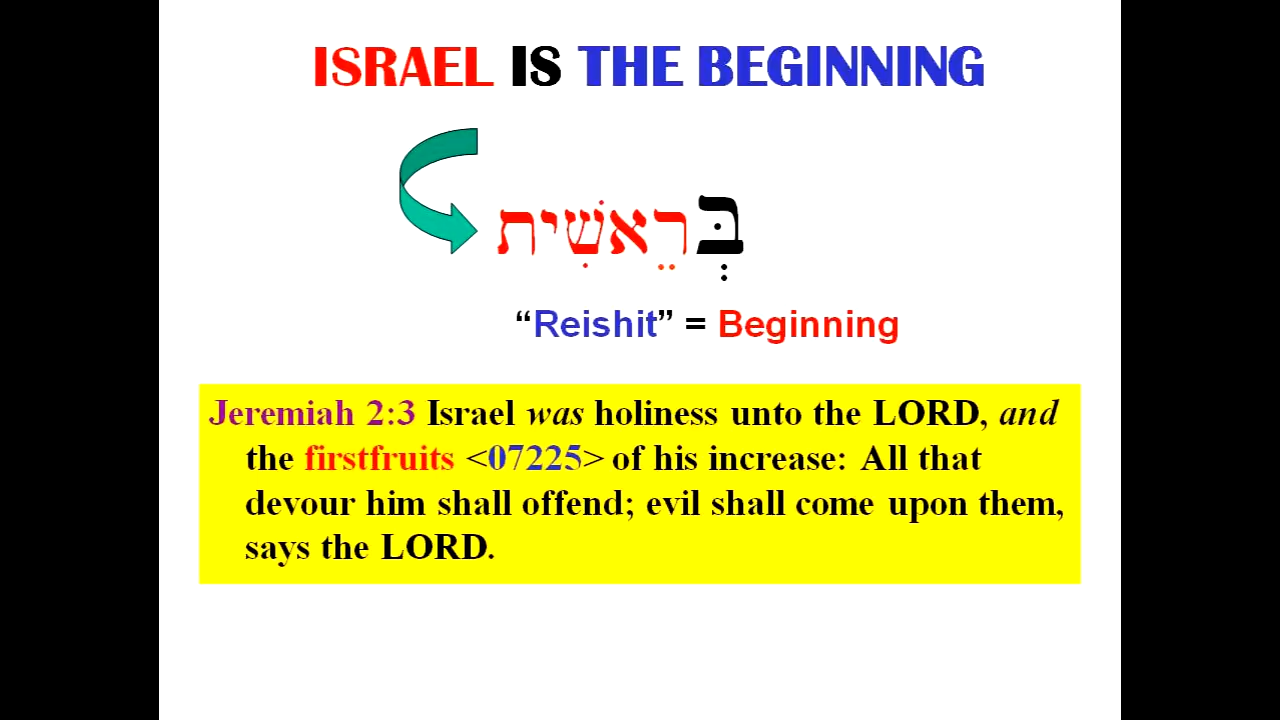 ISRAEL IS THE BEGINNING
בְּרֵאשִׁית
“Reishit” = Beginning
Jeremiah 2:3 Israel was holiness unto the LORD, and
the firstfruits <07225> of his increase: All that
devour him shall offend; evil shall come upon them,
says the LORD.